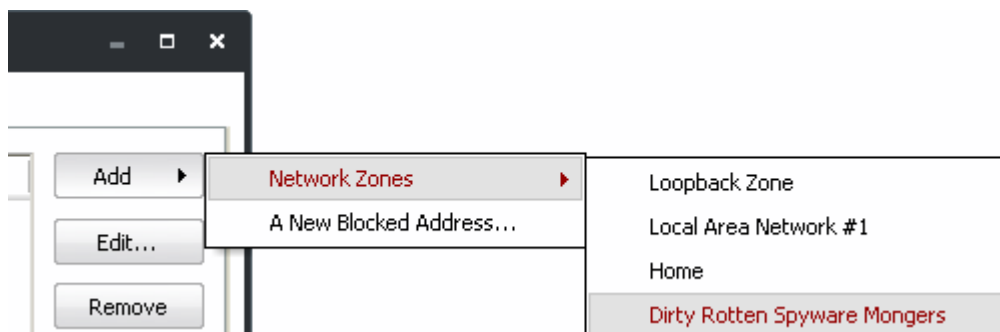 Add
Network Zones
Loopback Zone
A New Blocked Address...
Local Area Network #1
Edit...
Home
Remove
Dirty Rotten Spyware Mongers